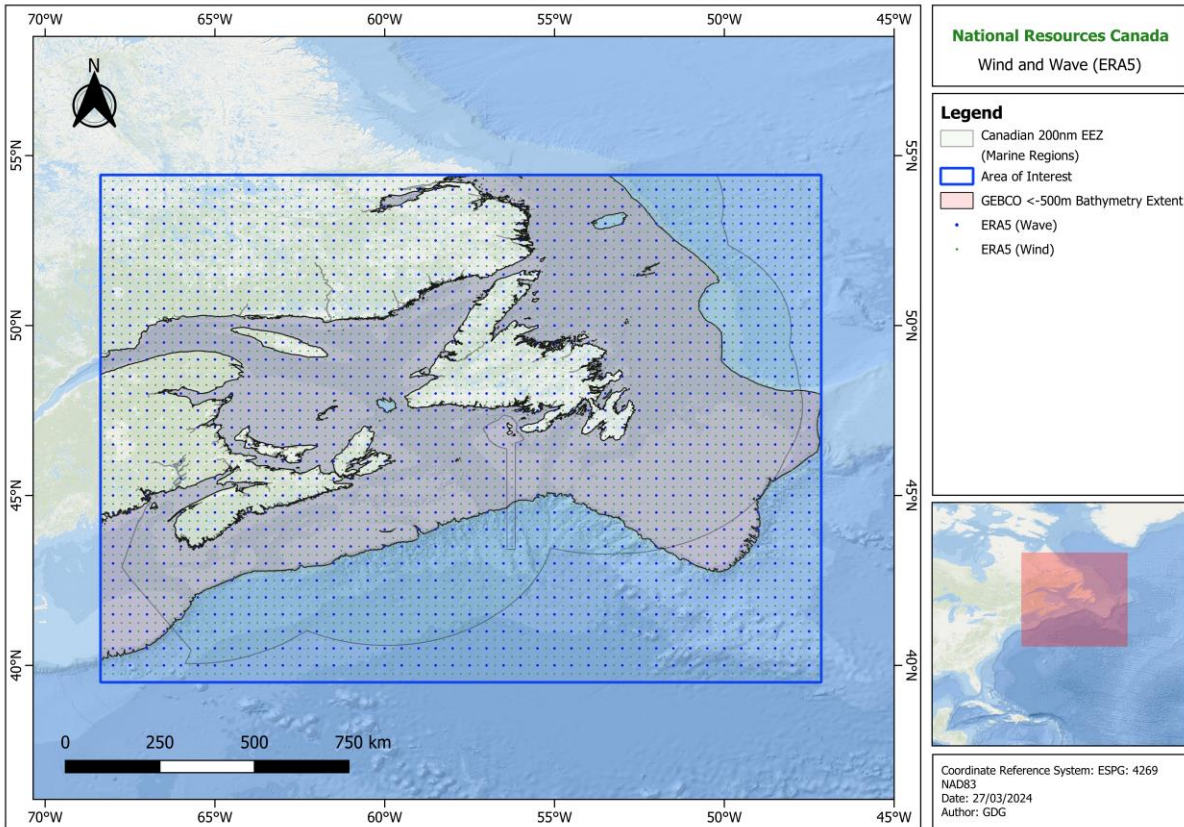 70°W 65°W 60°W 55°W 50°W 45°W
N
55°N 55°N
50°N 50°N
45°N 45°N
40°N 40°N
0 250 500 750 km
70°W 65°W 60°W 55°W 50°W 45°W
National Resources Canada
Wind and Wave (ERA5)
Legend
Canadian 200nm EEZ
(Marine Regions)
Area of Interest
GEBCO <-500m Bathymetry Extent
ERA5 (Wave)
ERA5 (Wind)
Coordinate Reference System: ESPG: 4269
NAD83
Date: 27/03/2024
Author: GDG